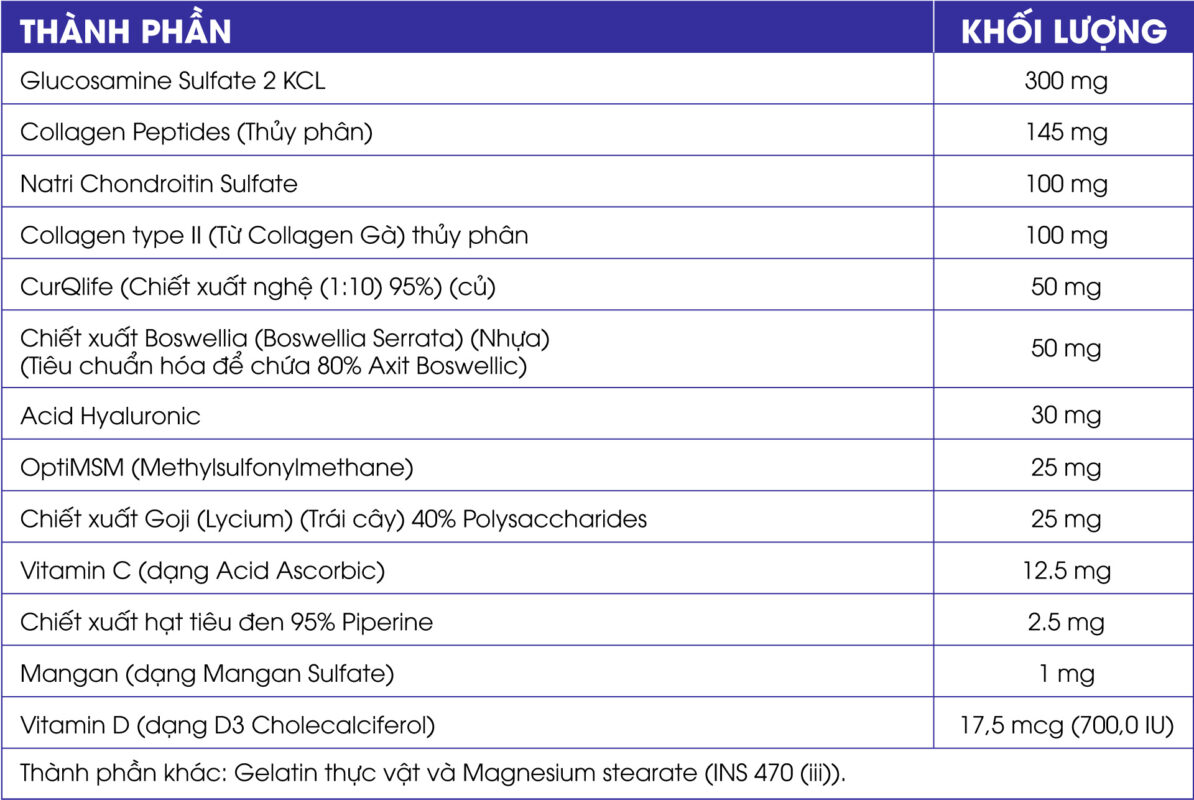 THÀNH PHẦN KHỐI LƯỢNG
Glucosamine Sulfate 2 KCL 300 mg
Collagen Peptides (Thủy phân) 145 mg
Natri Chondroitin Sulfate 100 mg
Collagen type II (Từ Collagen Gà) thủy phân 100 mg
CurQlife (Chiết xuất nghệ (1:10) 95%) (củ) 50 mg
Chiết xuất Boswellia (Boswellia Serrata) (Nhựa)
(Tiêu chuẩn hóa để chứa 80% Axit Boswellic) 50 mg
Acid Hyaluronic 30 mg
OptiMSM (Methylsulfonylmethane) 25 mg
Chiết xuất Goji (Lycium) (Trái cây) 40% Polysaccharides 25 mg
Vitamin C (dạng Acid Ascorbic) 12.5 mg
Chiết xuất hạt tiêu đen 95% Piperine 2.5 mg
Mangan (dạng Mangan Sulfate) 1 mg
Vitamin D (dạng D3 Cholecalciferol) 17,5 mcg (700,0 IU)
Thành phần khác: Gelatin thực vật và Magnesium stearate (INS 470 (iii)).